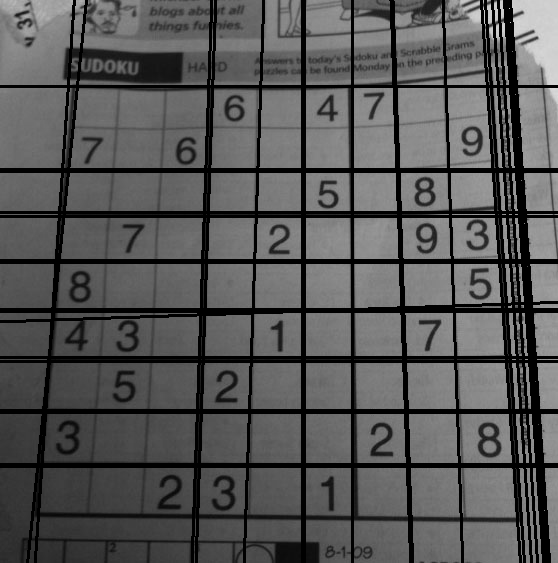 31,
blogs about all
things funnies.
SUDOKU HARD
Answers to today's Sudoku and Scrabble Grams
puzzles can be found Monday on the preceding
6 4 7
7 6 9
5 8
7 2 9 3
8 5
4 3 1 7
5 2
3 2 8
2 3 1
2
8-1-09